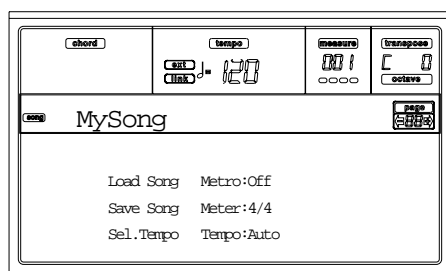 chord tempo measure transpose
ext
link = 120 001 C 0
octave
song MySong page
Load Song Metro:Off
Save Song Meter:4/4
Sel.Tempo Tempo:Auto